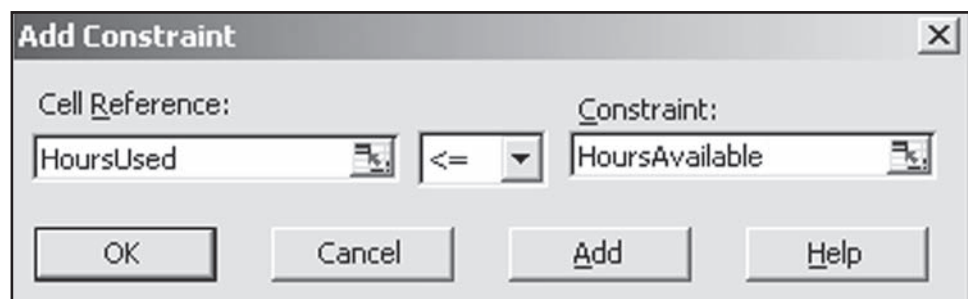 Add Constraint
Cell Reference:
Constraint:
HoursUsed <= HoursAvailable
OK Cancel Add Help